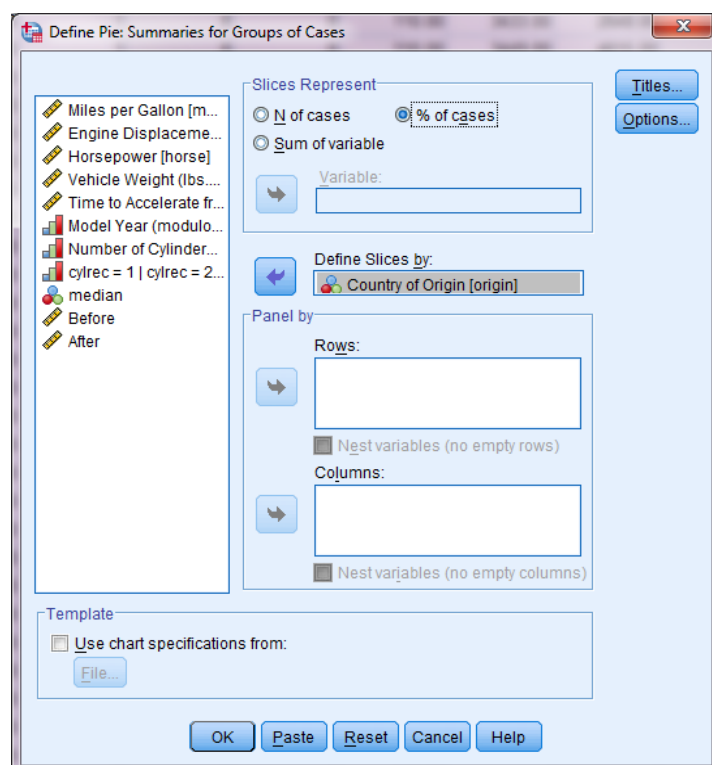 Define Pie: Summaries for Groups of Cases
Miles per Gallon [m...
Engine Displaceme...
Horsepower [horse]
Vehicle Weight (lbs....
Time to Accelerate fr...
Model Year (modulo...
Number of Cylinder...
cylrec = 1 | cylrec = 2...
median
Before
After
Slices Represent
N of cases
% of cases
Sum of variable
Variable:
Define Slices by:
Country of Origin [origin]
Panel by
Rows:
Nest variables (no empty rows)
Columns:
Nest variables (no empty columns)
Titles...
Options...
Template
Use chart specifications from:
File...
OK
Paste
Reset
Cancel
Help